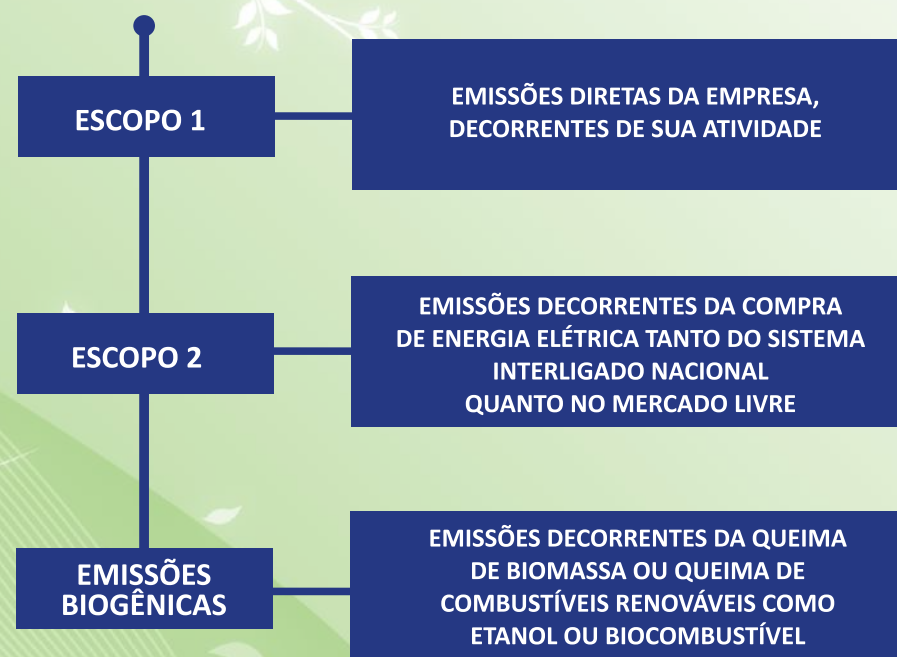 ESCOPO 1
EMISSÕES DIRETAS DA EMPRESA,
DECORRENTES DE SUA ATIVIDADE
ESCOPO 2
EMISSÕES DECORRENTES DA COMPRA
DE ENERGIA ELÉTRICA TANTO DO SISTEMA
INTERLIGADO NACIONAL
QUANTO NO MERCADO LIVRE
EMISSÕES
BIOGÊNICAS
EMISSÕES DECORRENTES DA QUEIMA
DE BIOMASSA OU QUEIMA DE
COMBUSTÍVEIS RENOVÁVEIS COMO
ETANOL OU BIOCOMBUSTÍVEL